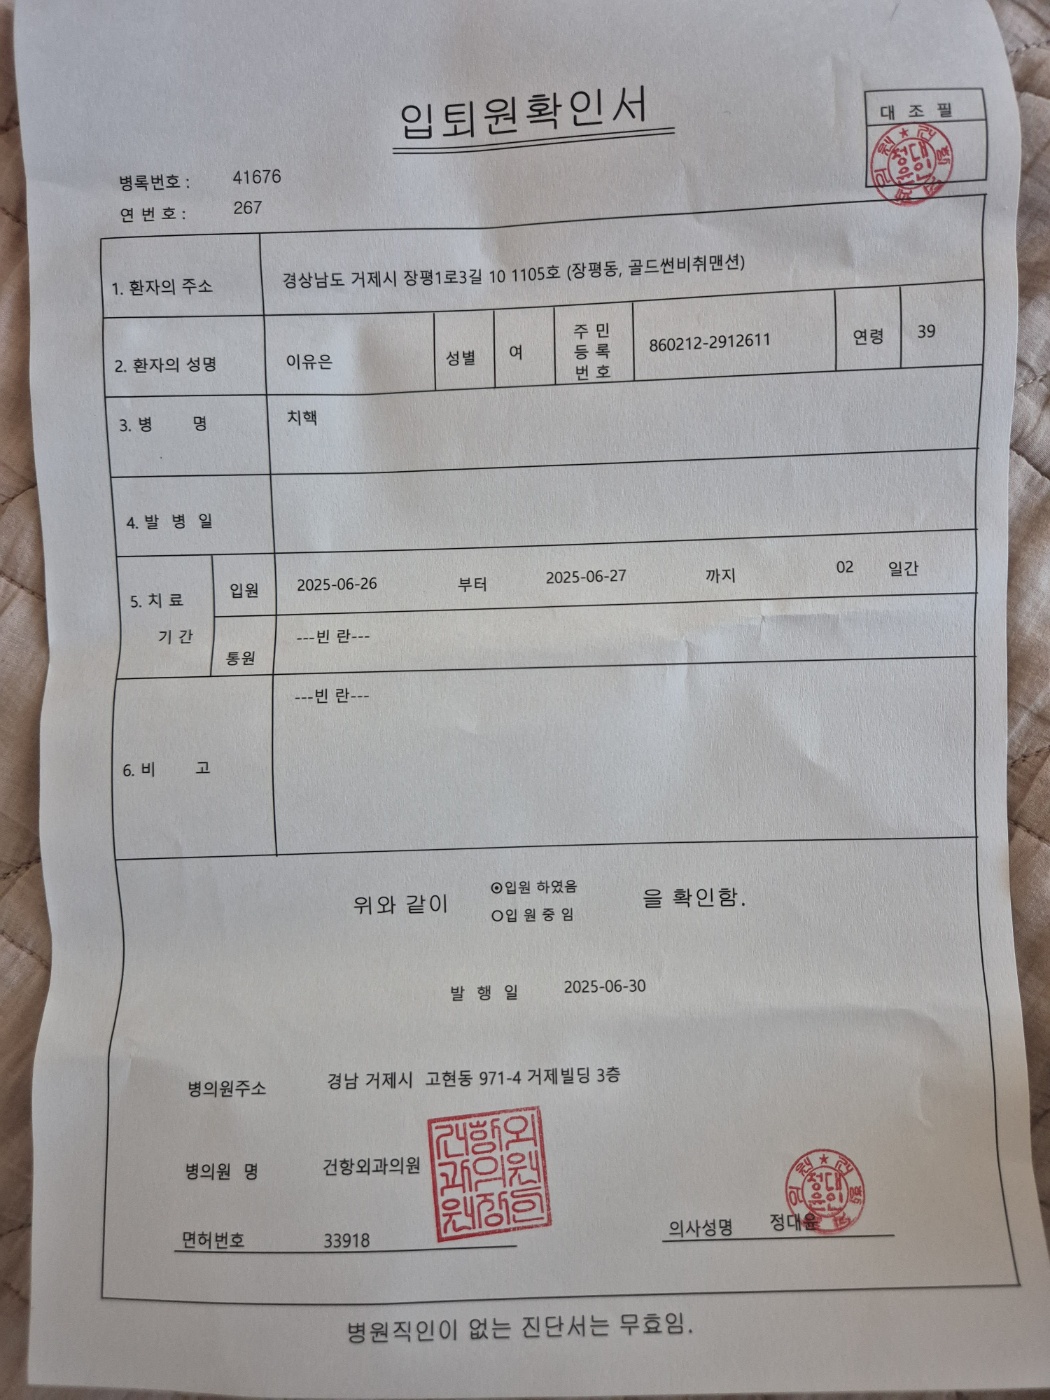 입퇴원확인서
대 조 필
병록번호 : 41676
연 번 호 : 267
1. 환자의 주소 경상남도 거제시 장평1로3길 10 1105호 (장평동, 골드썬비취맨션)
2. 환자의 성명 이유은 성별 여 주 민 등 록 번 호 860212-2912611 연령 39
3. 병 명 치핵
4. 발 병 일
5. 치 료 기 간
입원 2025-06-26 부터 2025-06-27 까지 02 일간
통원 ---빈 란---
6. 비 고 ---빈 란---
위와 같이 ⊙입원 하였음 을 확인함.
○입 원 중 임
발 행 일 2025-06-30
병의원주소 경남 거제시 고현동 971-4 거제빌딩 3층
병의원 명 건항외과의원
건항외과의원원장의인
면허번호 33918 의사성명 정대윤
병원직인이 없는 진단서는 무효임.